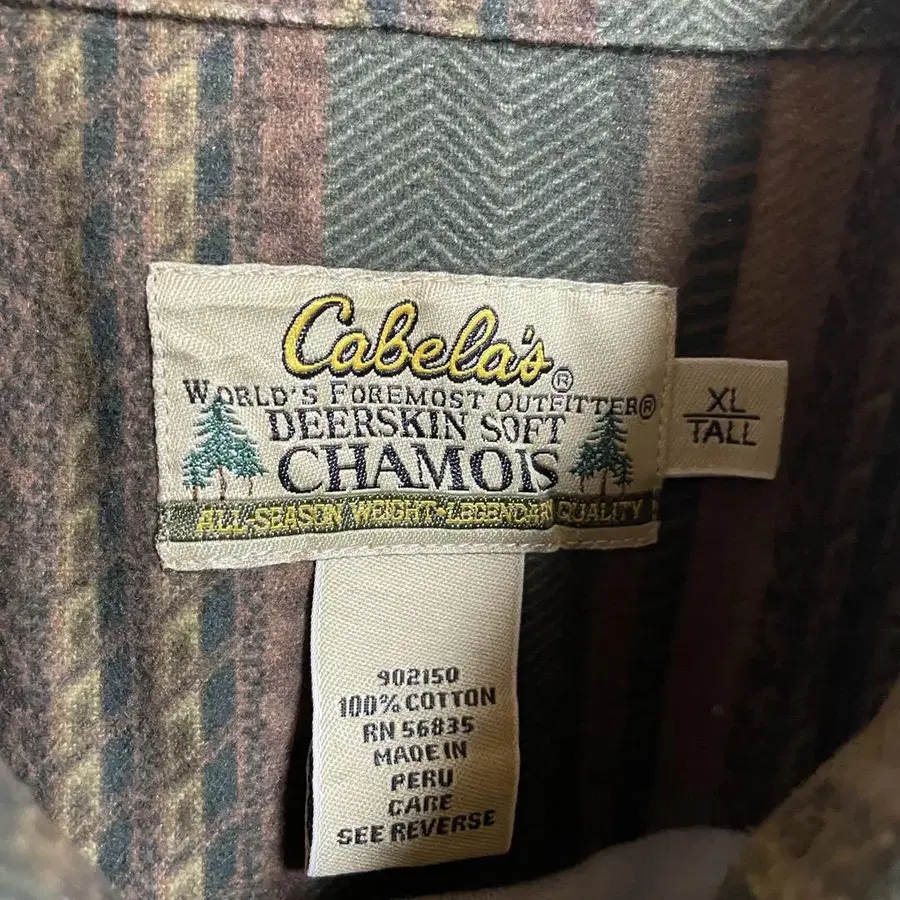 Cabela's®
WORLD'S FOREMOST OUTFITTER®
DEERSKIN SOFT
CHAMOIS
ALL-SEASON WEIGHT·LEGENDARY QUALITY
XL
TALL
902150
100% COTTON
RN 56835
MADE IN
PERU
CARE
SEE REVERSE